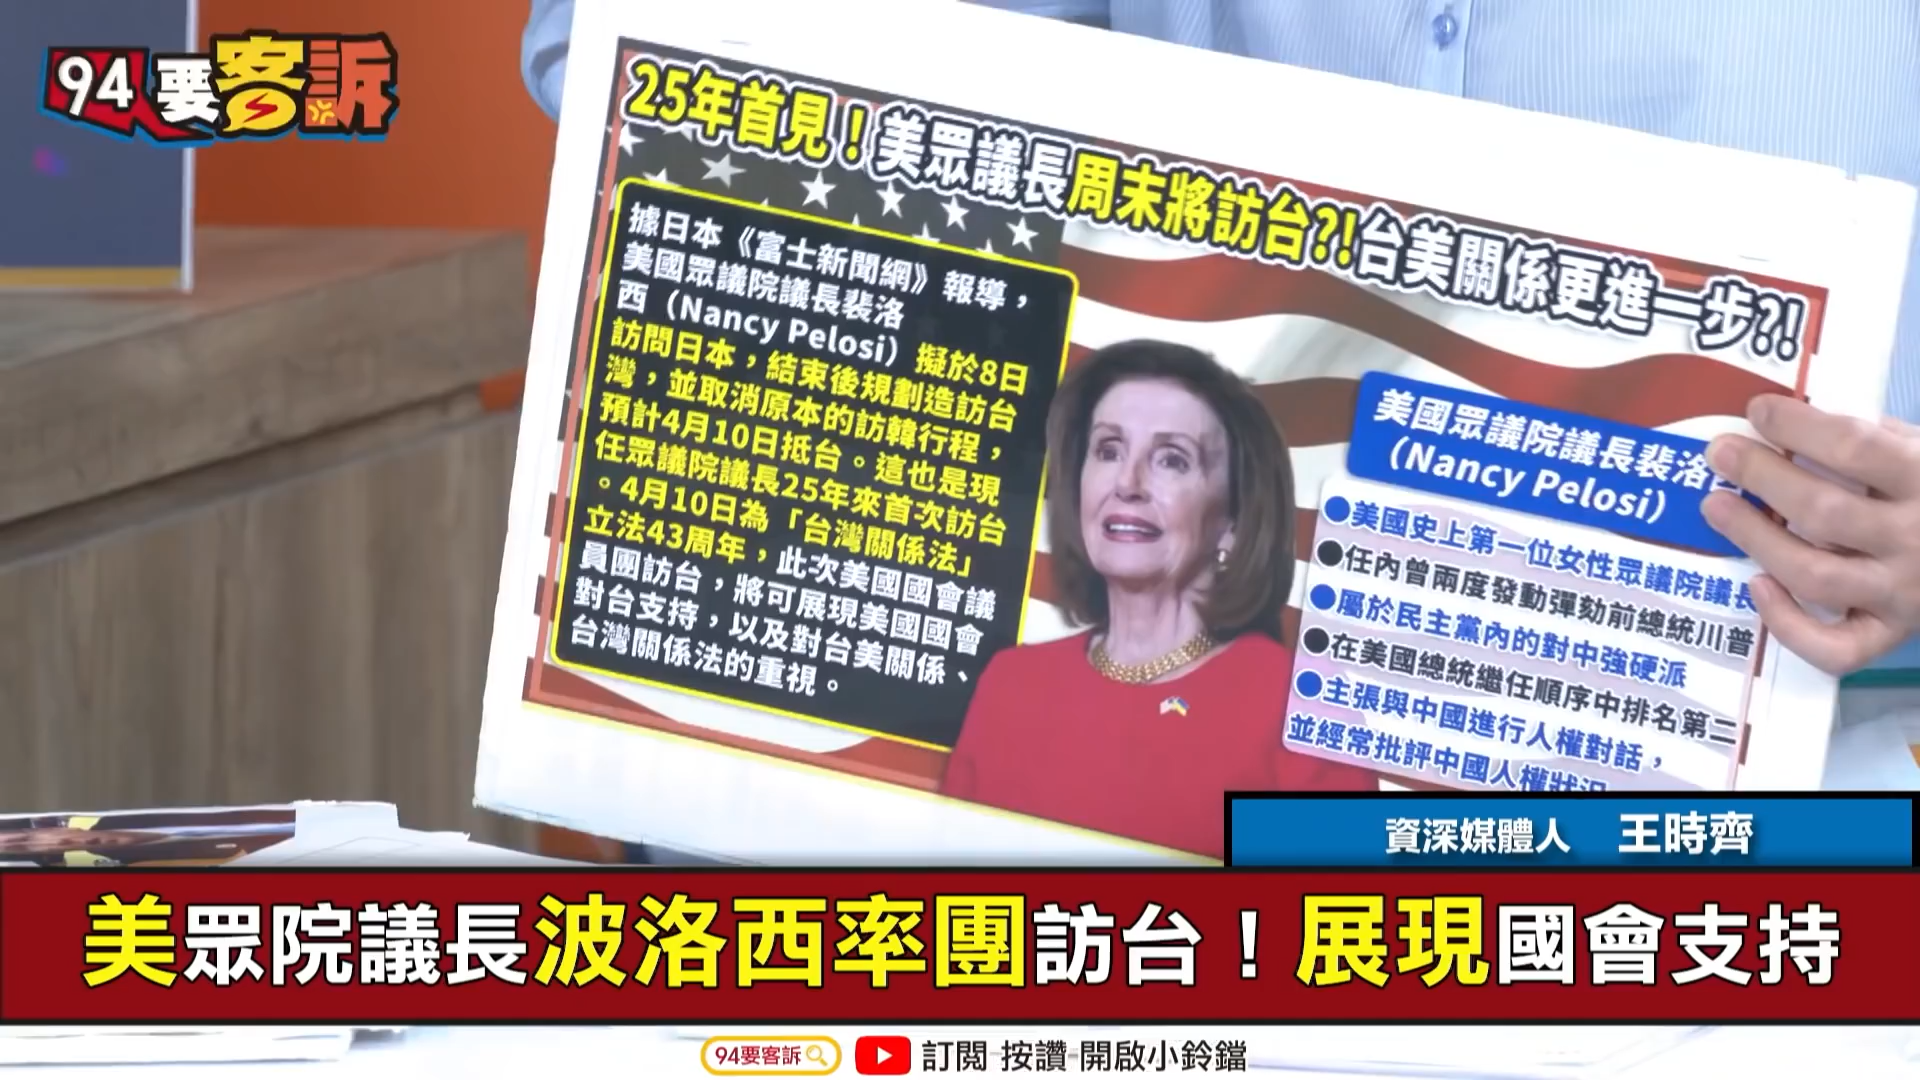 94要客訴
25年首見！美眾議長周末將訪台?!台美關係更進一步?!
據日本《富士新聞網》報導，
美國眾議院議長裴洛
西（Nancy Pelosi）擬於8日
訪問日本，結束後規劃造訪台
灣，並取消原本的訪韓行程，
預計4月10日抵台。這也是現
任眾議院議長25年來首次訪台
。4月10日為「台灣關係法」
立法43周年，此次美國國會議
員團訪台，將可展現美國國會
對台支持，以及對台美關係、
台灣關係法的重視。
美國眾議院議長裴洛
（Nancy Pelosi）
●美國史上第一位女性眾議院議長
●任內曾兩度發動彈劾前總統川普
●屬於民主黨內的對中強硬派
●在美國總統繼任順序中排名第二
●主張與中國進行人權對話，
並經常批評中國人權狀況
資深媒體人 王時齊
美眾院議長波洛西率團訪台！展現國會支持
94要客訴 訂閱 按讚 開啟小鈴鐺